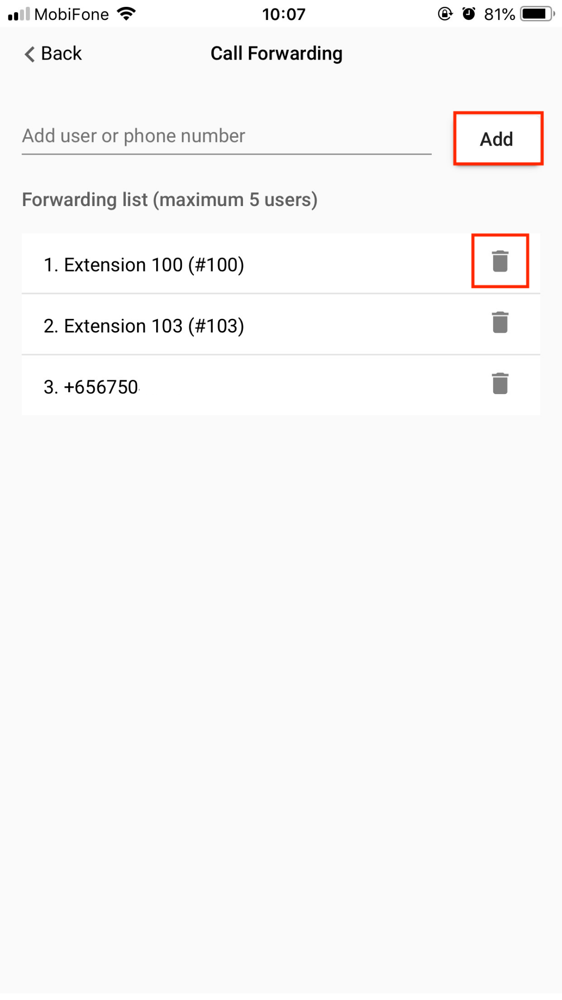 MobiFone 10:07 81%
Back Call Forwarding
Add user or phone number
Add
Forwarding list (maximum 5 users)
1. Extension 100 (#100)
2. Extension 103 (#103)
3. +656750